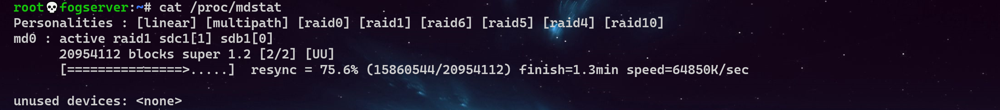 root💀fogserver:~# cat /proc/mdstat
Personalities : [linear] [multipath] [raid0] [raid1] [raid6] [raid5] [raid4] [raid10]
md0 : active raid1 sdc1[1] sdb1[0]
      20954112 blocks super 1.2 [2/2] [UU]
      [===============>.....]  resync = 75.6% (15860544/20954112) finish=1.3min speed=64850K/sec

unused devices: <none>